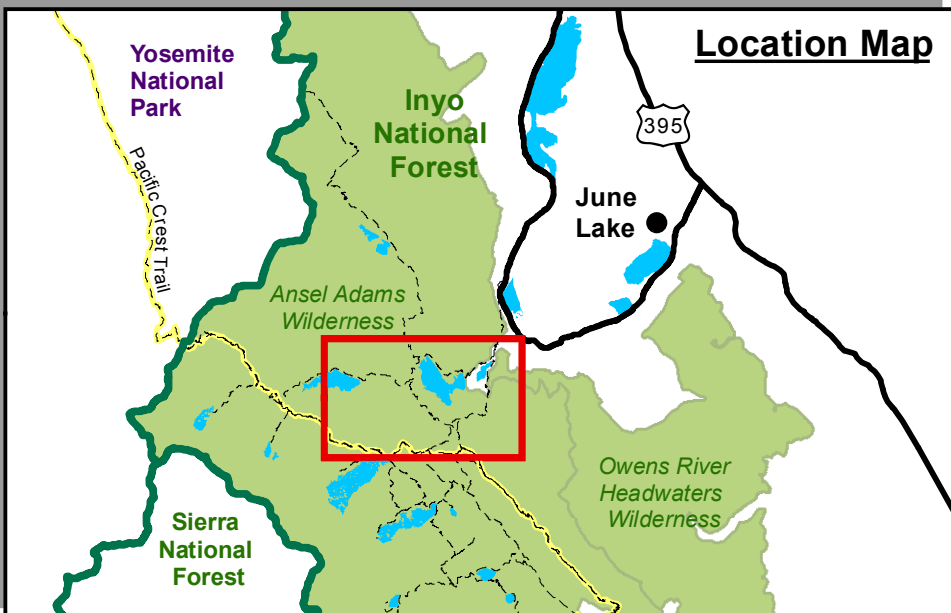 Location Map
Yosemite
National
Park
Inyo
National
Forest
395
June
Lake
Pacific Crest Trail
Ansel Adams
Wilderness
Owens River
Headwaters
Wilderness
Sierra
National
Forest